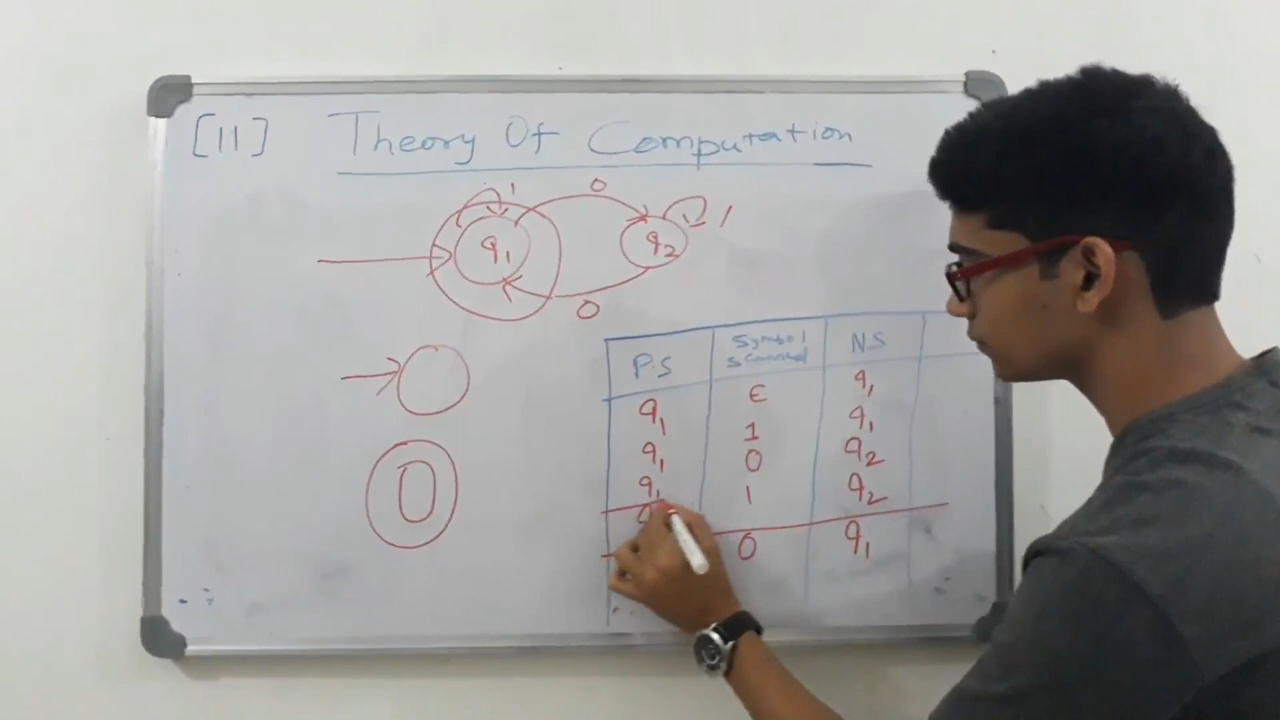 [11] Theory Of Computation
1 0
q1 q2 1
0
P.S Symbol scanned N.S
q1 ε q1
q1 1 q1
q1 0 q2
q1 1 q2
0 q1